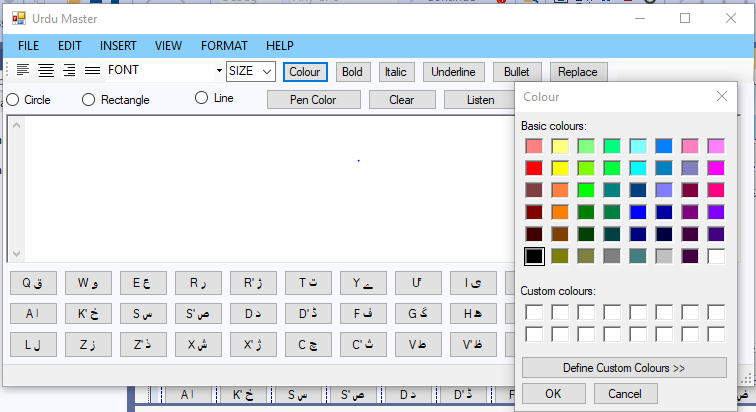 Urdu Master
FILE EDIT INSERT VIEW FORMAT HELP
FONT SIZE Colour Bold Italic Underline Bullet Replace
Circle Rectangle Line Pen Color Clear Listen
Colour
Basic colours:
Custom colours:
Define Custom Colours >>
OK Cancel
Q ق W و E ع R ر R' ڑ T ت Y ے I ی
A ا K' خ S س S' ص D د D' ڈ F ف G گ H ھ
L ل Z ز Z' ذ X ش X' ژ C چ C' ث V ط V' ظ
A ا K' خ S س S' ص D د D' ڈ